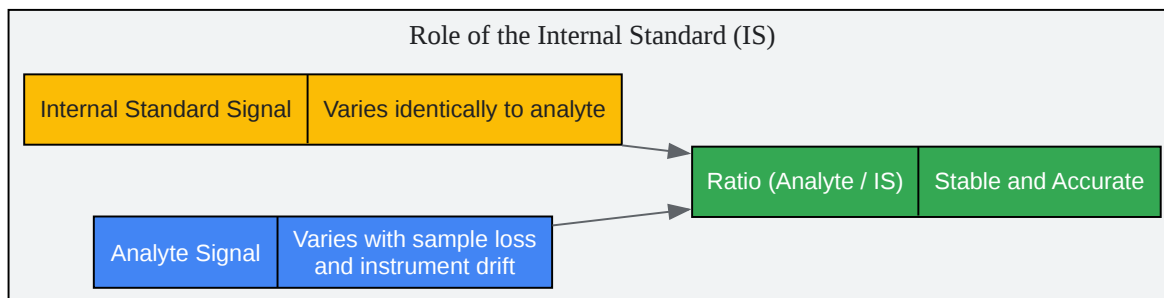 Role of the Internal Standard (IS)
Internal Standard Signal
Varies identically to analyte
Ratio (Analyte / IS)
Stable and Accurate
Analyte Signal
Varies with sample loss
and instrument drift